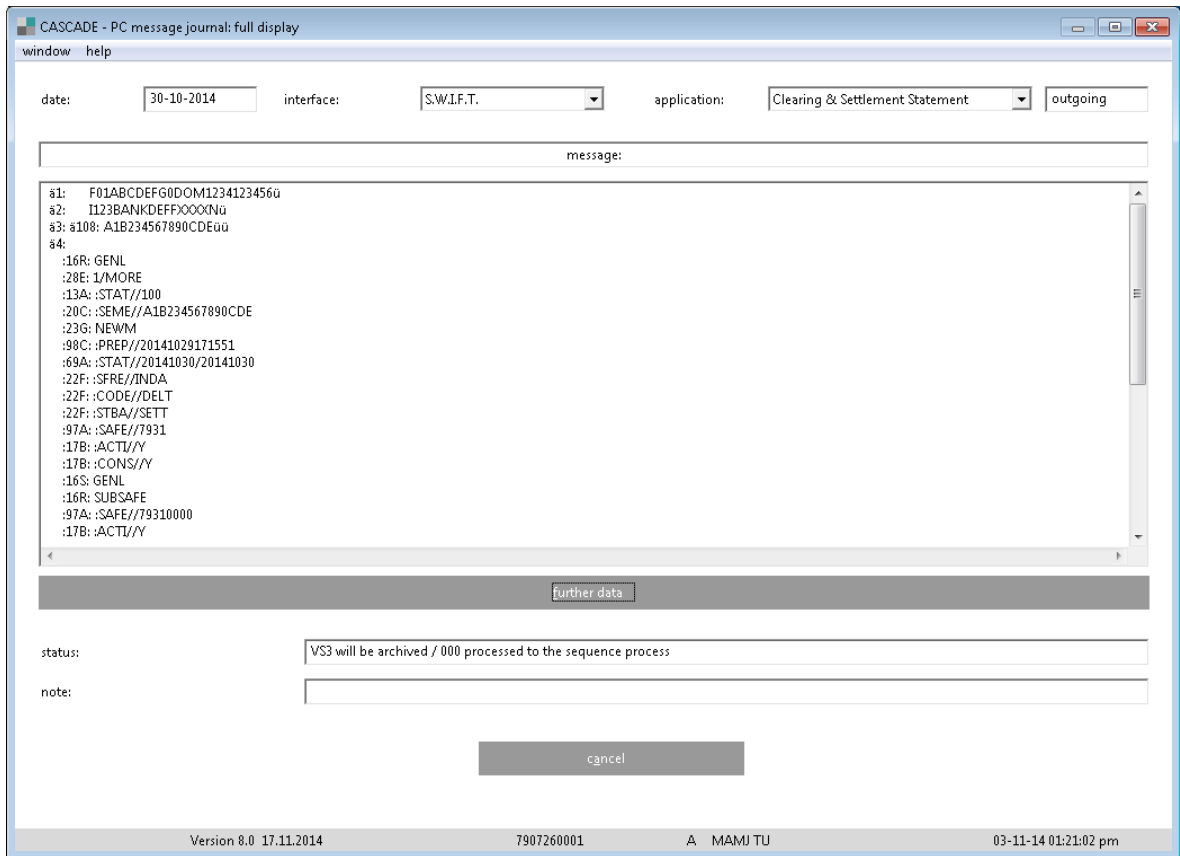 CASCADE - PC message journal: full display
window help
date: 30-10-2014 interface: S.W.I.F.T. application: Clearing & Settlement Statement outgoing
message:
ä1: F01ABCDEFG0DOM1234123456ü
ä2: I123BANKDEFFXXXXNü
ä3: ä108: A1B234567890CDEüü
ä4:
:16R: GENL
:28E: 1/MORE
:13A: :STAT//100
:20C: :SEME//A1B234567890CDE
:23G: NEWM
:98C: :PREP//20141029171551
:69A: :STAT//20141030/20141030
:22F: :SFRE//INDA
:22F: :CODE//DELT
:22F: :STBA//SETT
:97A: :SAFE//7931
:17B: :ACTI//Y
:17B: :CONS//Y
:16S: GENL
:16R: SUBSAFE
:97A: :SAFE//79310000
:17B: :ACTI//Y
further data
status: VS3 will be archived / 000 processed to the sequence process
note:
cancel
Version 8.0 17.11.2014 7907260001 A MAMJ TU 03-11-14 01:21:02 pm